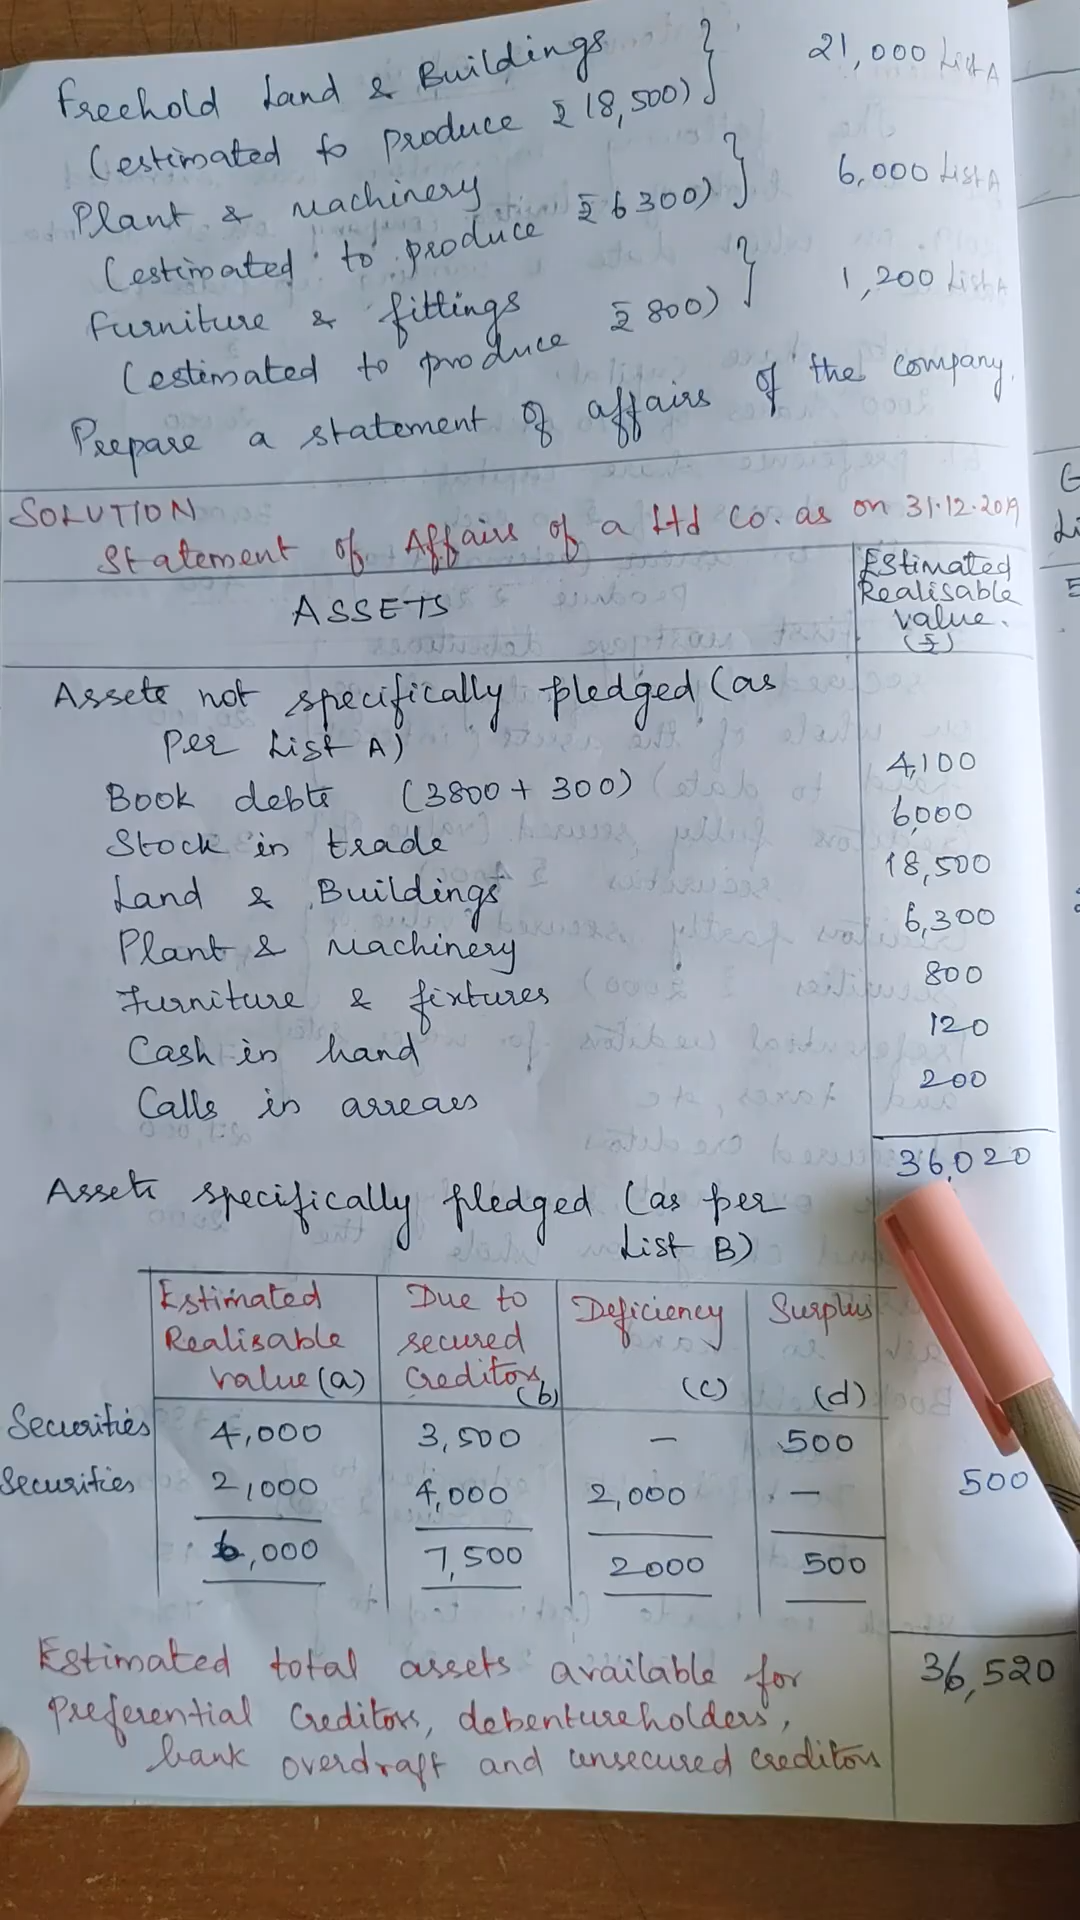 Freehold Land & Buildings } 21,000 List A
(estimated to produce ₹ 18,500)
Plant & Machinery } 6,000 List A
(estimated to produce ₹ 6300)
Furniture & fittings } 1,200 List A
(estimated to produce ₹ 800)
Prepare a statement of affairs of the company.
SOLUTION
Statement of Affairs of a Ltd Co. as on 31.12.2019
ASSETS
Estimated
Realisable
value.
(₹)
Assets not specifically pledged (as
per List A)
Book debts (3800 + 300) 4,100
Stock in trade 6,000
Land & Buildings 18,500
Plant & Machinery 6,300
Furniture & fixtures 800
Cash in hand 120
Calls in arrears 200
36,020
Assets specifically pledged (as per
List B)
Estimated Realisable value (a)
Due to secured creditors (b)
Deficiency (c)
Surplus (d)
Securities 4,000 3,500 — 500
Securities 2,000 4,000 2,000 — 500
6,000 7,500 2000 500
Estimated total assets available for 36,520
preferential creditors, debentureholders,
bank overdraft and unsecured creditors